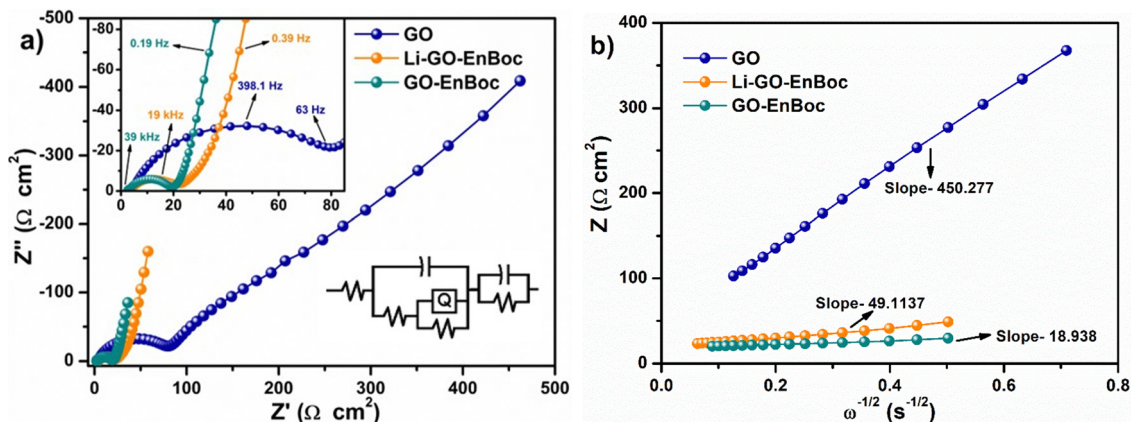 a)
-500
-400
-300
-200
-100
0
0 100 200 300 400 500
Z'' (Ω cm²)
Z' (Ω cm²)
-80
-60
-40
-20
0
0 20 40 60 80
0.19 Hz
0.39 Hz
19 kHz
398.1 Hz
63 Hz
39 kHz
GO
Li-GO-EnBoc
GO-EnBoc
Q
b)
400
300
200
100
0
0.0 0.2 0.4 0.6 0.8
Z (Ω cm²)
ω⁻¹/² (s⁻¹/²)
GO
Li-GO-EnBoc
GO-EnBoc
Slope- 450.277
Slope- 49.1137
Slope- 18.938